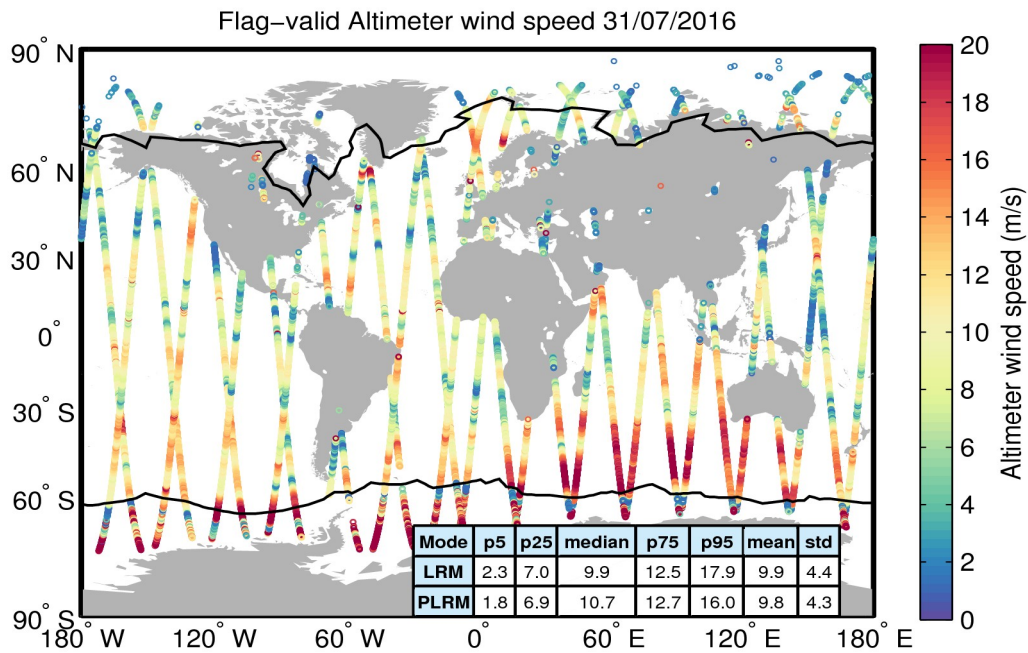 Flag−valid Altimeter wind speed 31/07/2016
90° N
60° N
30° N
0°
30° S
60° S
90° S
180° W
120° W
60° W
0°
60° E
120° E
180° E
Mode p5 p25 median p75 p95 mean std
LRM 2.3 7.0 9.9 12.5 17.9 9.9 4.4
PLRM 1.8 6.9 10.7 12.7 16.0 9.8 4.3
20
18
16
14
12
10
8
6
4
2
0
Altimeter wind speed (m/s)